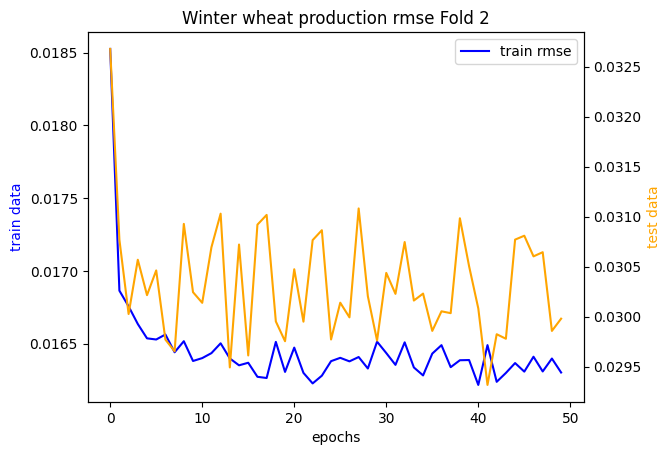 Winter wheat production rmse Fold 2
train rmse
train data
0.0185
0.0180
0.0175
0.0170
0.0165
0.0325
0.0320
0.0315
0.0310
0.0305
0.0300
0.0295
test data
0 10 20 30 40 50
epochs